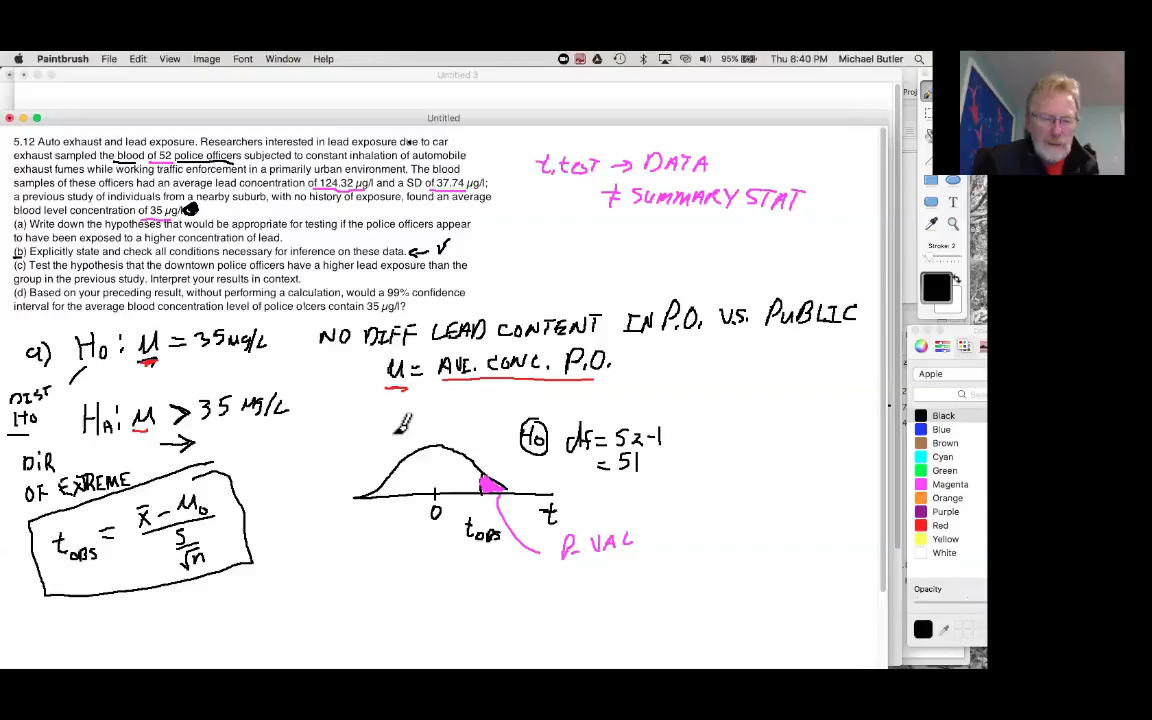 Paintbrush File Edit View Image Font Window Help 95% Thu 8:40 PM Michael Butler
Untitled 3
Untitled
Proj
5.12 Auto exhaust and lead exposure. Researchers interested in lead exposure due to car
exhaust sampled the blood of 52 police officers subjected to constant inhalation of automobile
exhaust fumes while working traffic enforcement in a primarily urban environment. The blood
samples of these officers had an average lead concentration of 124.32 µg/l and a SD of 37.74 µg/l;
a previous study of individuals from a nearby suburb, with no history of exposure, found an average
blood level concentration of 35 µg/l
(a) Write down the hypotheses that would be appropriate for testing if the police officers appear
to have been exposed to a higher concentration of lead.
(b) Explicitly state and check all conditions necessary for inference on these data. ← ✓
(c) Test the hypothesis that the downtown police officers have a higher lead exposure than the
group in the previous study. Interpret your results in context.
(d) Based on your preceding result, without performing a calculation, would a 99% confidence
interval for the average blood concentration level of police olcers contain 35 µg/l?
t.test → DATA
≠ SUMMARY STAT
a) H0: µ = 35 µg/L
NO DIFF LEAD CONTENT IN P.O. V.S. PUBLIC
µ = AVE. CONC. P.O.
DIST
H0
HA: µ > 35 µg/L
→
DIR
OF EXTREME
tOBS = (x̄ - µ0) / (s/√n)
H0 df = 52-1
= 51
0 tOBS t
P-VAL
T
Stroke: 2
Apple
Black
Blue
Brown
Cyan
Green
Magenta
Orange
Purple
Red
Yellow
White
Opacity